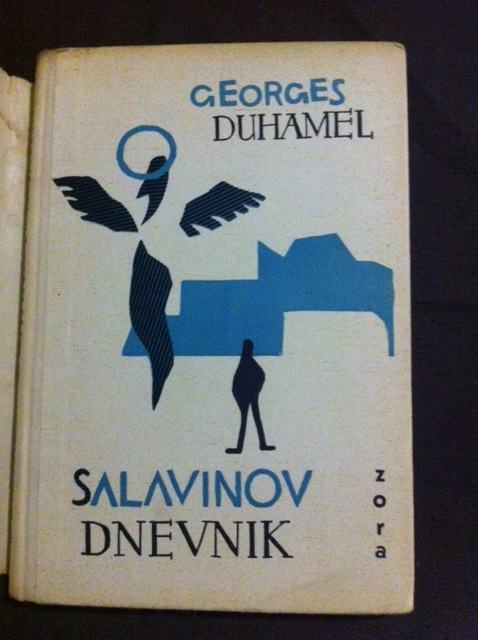 GEORGES
DUHAMEL
SALAVINOV
DNEVNIK
zora